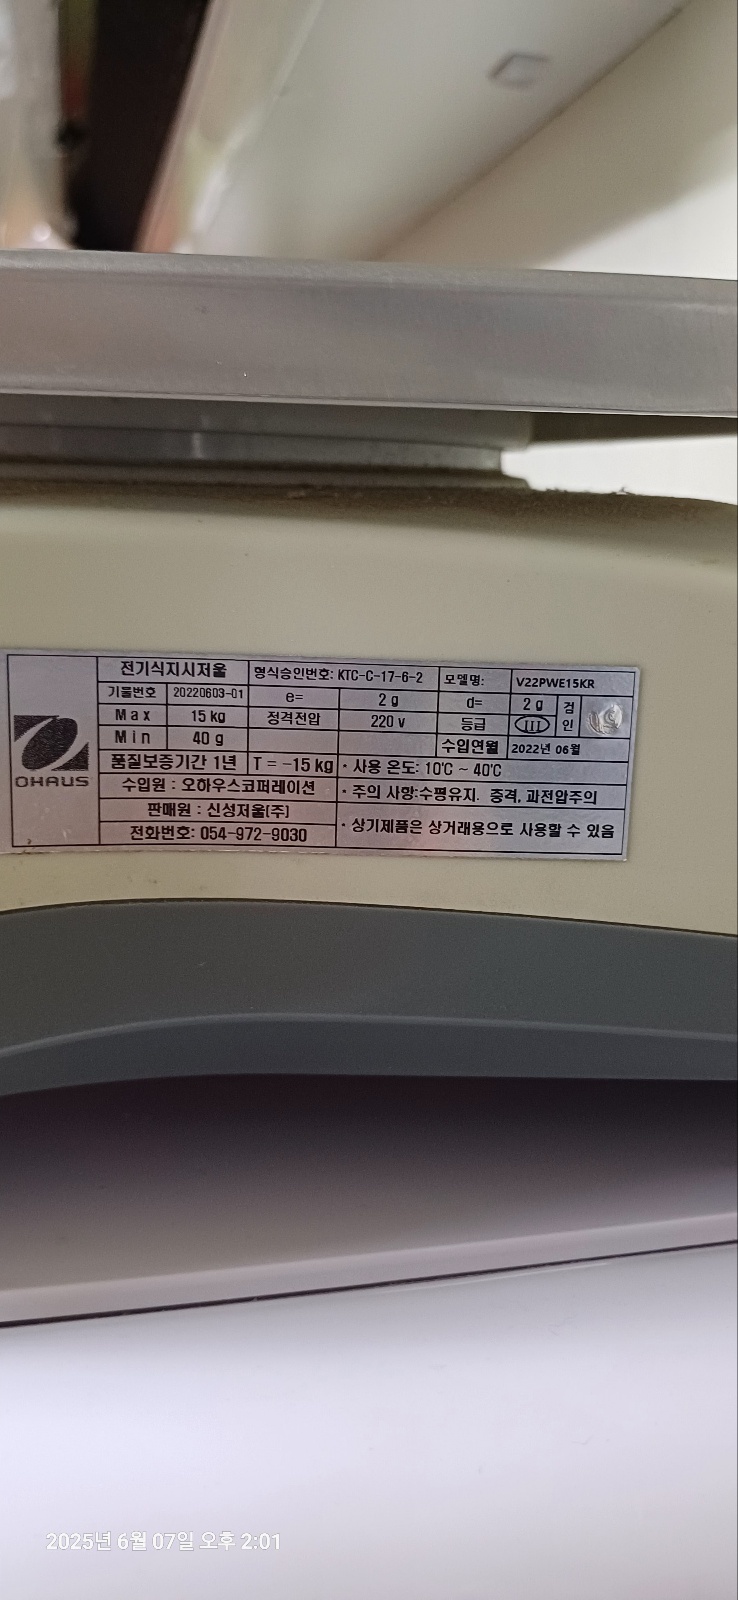 전기식지시저울 형식승인번호: KTC-C-17-6-2 모델명: V22PWE15KR
기물번호 20220603-01 e= 2 g d= 2 g 검인
Max 15 kg 정격전압 220 v 등급 III
Min 40 g 수입연월 2022년 06월
품질보증기간 1년 T = -15 kg · 사용 온도: 10℃ ~ 40℃
수입원 : 오하우스코퍼레이션 · 주의 사항:수평유지. 충격, 과전압주의
판매원 : 신성저울(주)
전화번호: 054-972-9030 · 상기제품은 상거래용으로 사용할 수 있음
OHAUS
2025년 6월 07일 오후 2:01